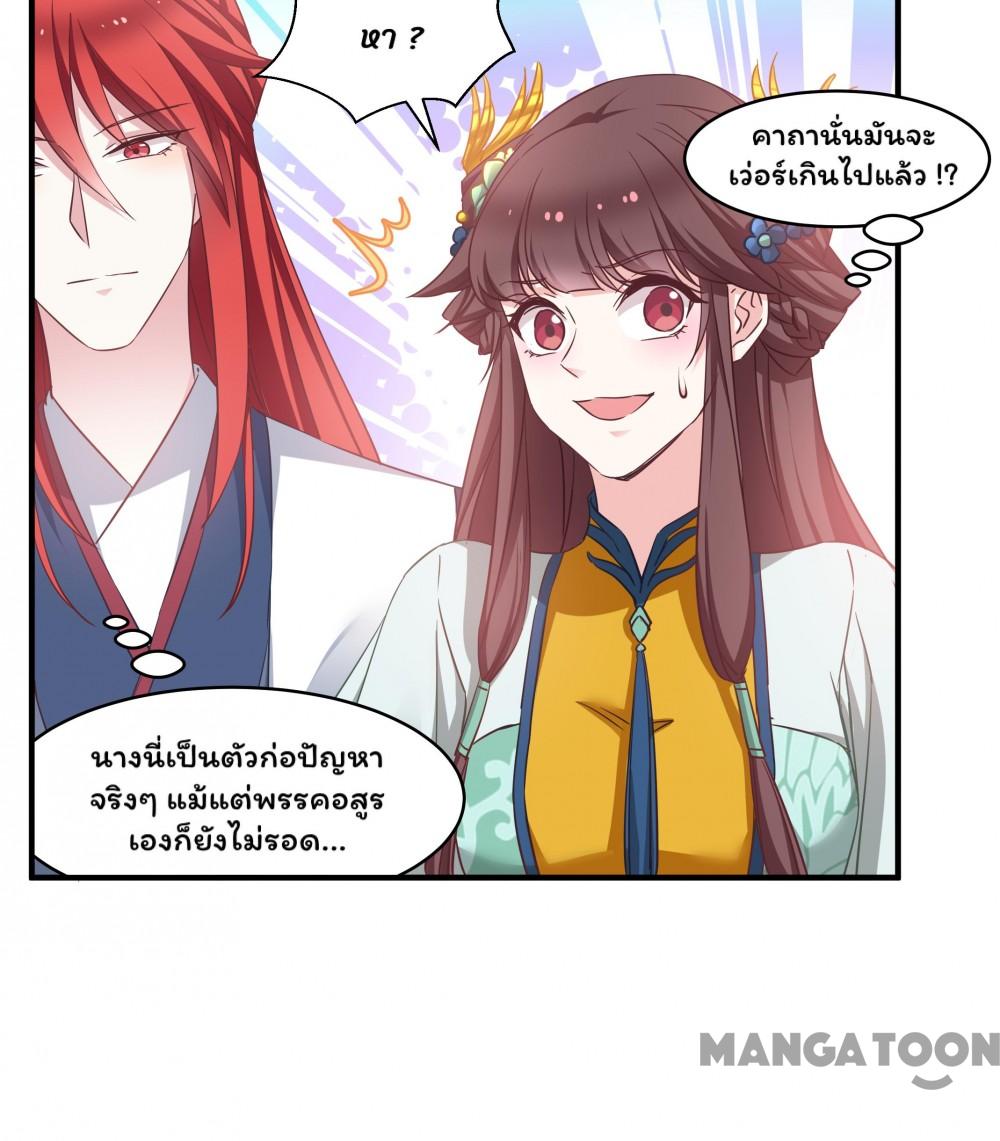 หา ?
คาถานั่นมันจะ
เว่อร์เกินไปแล้ว !?
นางนี่เป็นตัวก่อปัญหา
จริงๆ แม้แต่พรรคอสูร
เองก็ยังไม่รอด...
MANGATOON